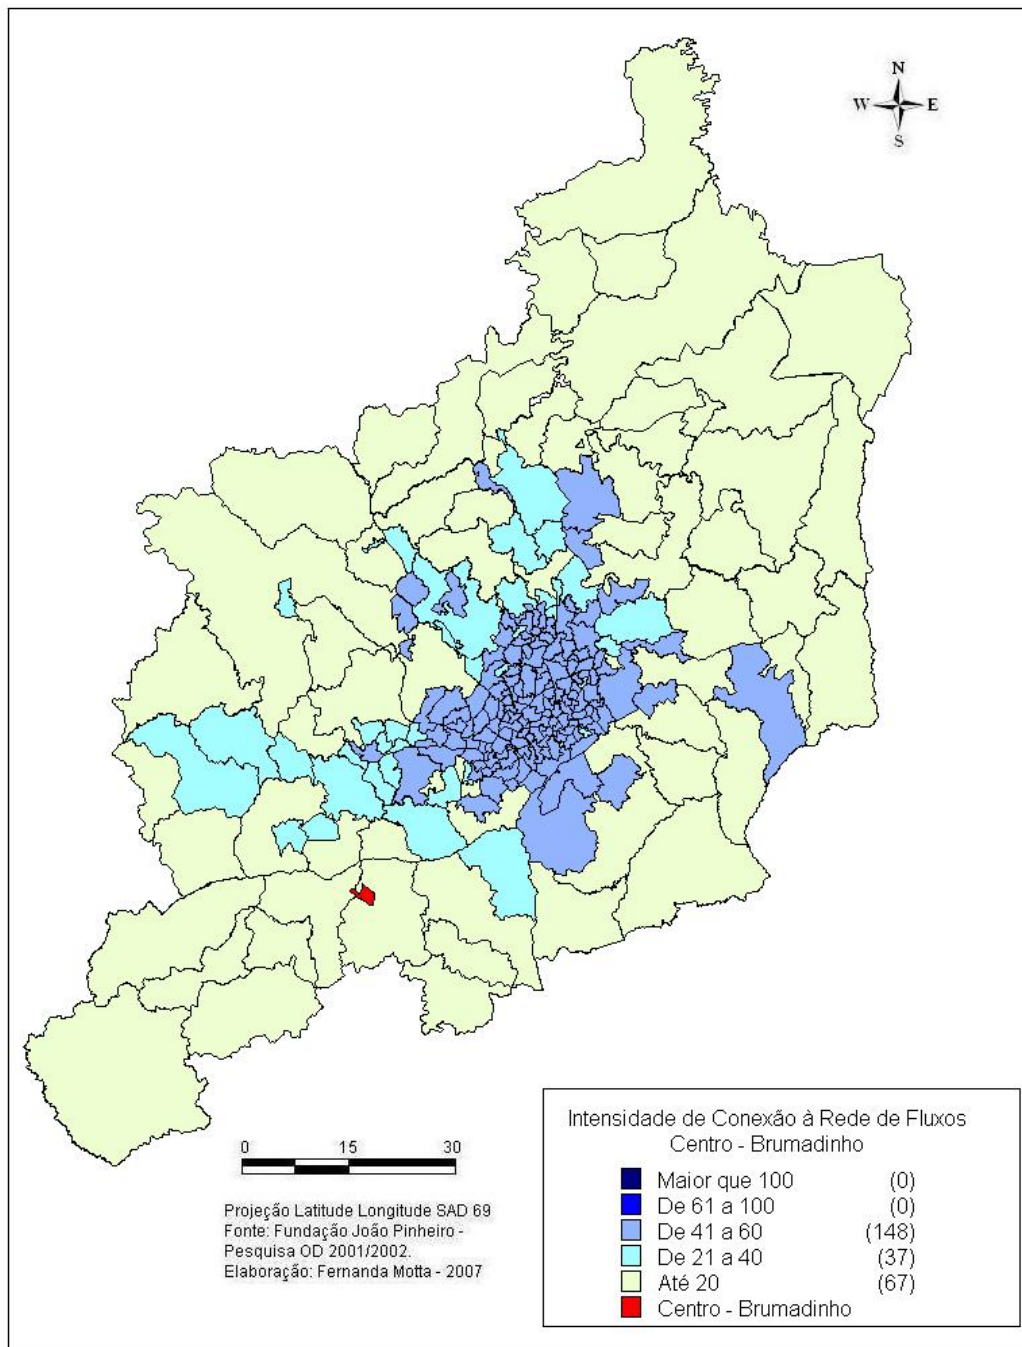 N
W E
S
Intensidade de Conexão à Rede de Fluxos
Centro - Brumadinho
Maior que 100 (0)
De 61 a 100 (0)
De 41 a 60 (148)
De 21 a 40 (37)
Até 20 (67)
Centro - Brumadinho
0 15 30
Projeção Latitude Longitude SAD 69
Fonte: Fundação João Pinheiro -
Pesquisa OD 2001/2002.
Elaboração: Fernanda Motta - 2007